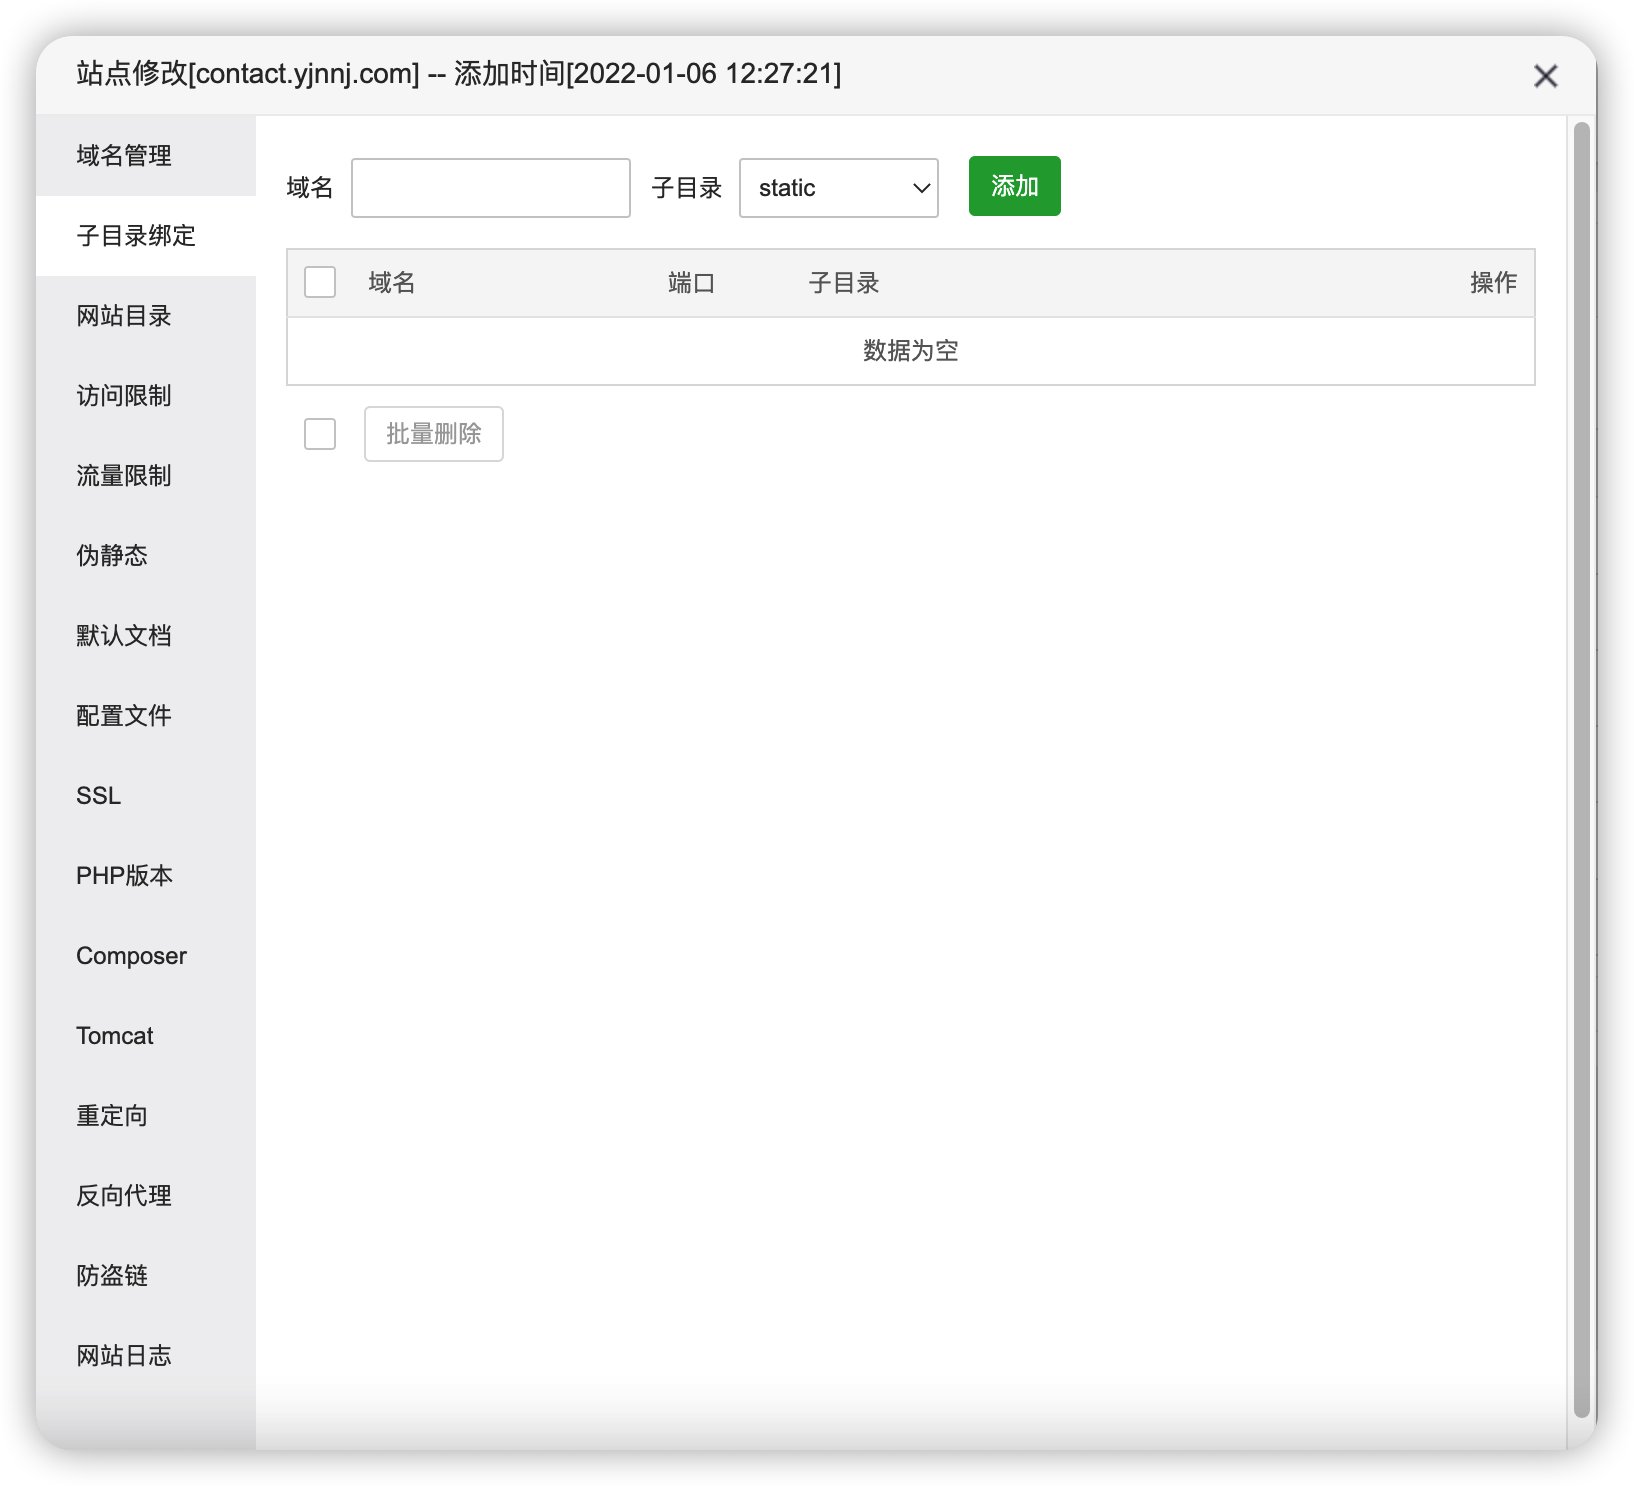 站点修改[contact.yjnnj.com] -- 添加时间[2022-01-06 12:27:21]
域名管理
子目录绑定
网站目录
访问限制
流量限制
伪静态
默认文档
配置文件
SSL
PHP版本
Composer
Tomcat
重定向
反向代理
防盗链
网站日志
域名 子目录 static 添加
域名 端口 子目录 操作
数据为空
批量删除